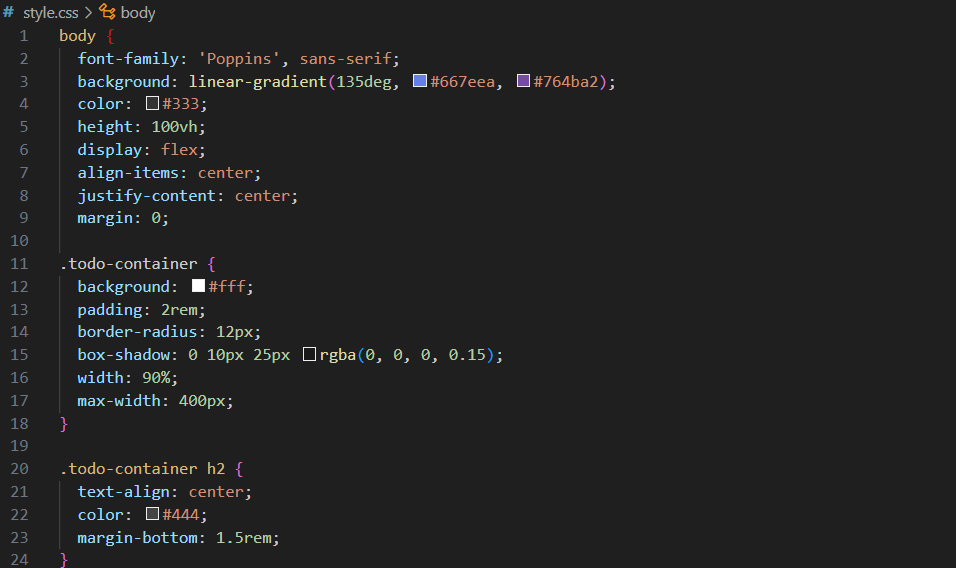 # style.css > body
1 body {
2   font-family: 'Poppins', sans-serif;
3   background: linear-gradient(135deg, #667eea, #764ba2);
4   color: #333;
5   height: 100vh;
6   display: flex;
7   align-items: center;
8   justify-content: center;
9   margin: 0;
10
11 .todo-container {
12   background: #fff;
13   padding: 2rem;
14   border-radius: 12px;
15   box-shadow: 0 10px 25px rgba(0, 0, 0, 0.15);
16   width: 90%;
17   max-width: 400px;
18 }
19
20 .todo-container h2 {
21   text-align: center;
22   color: #444;
23   margin-bottom: 1.5rem;
24 }